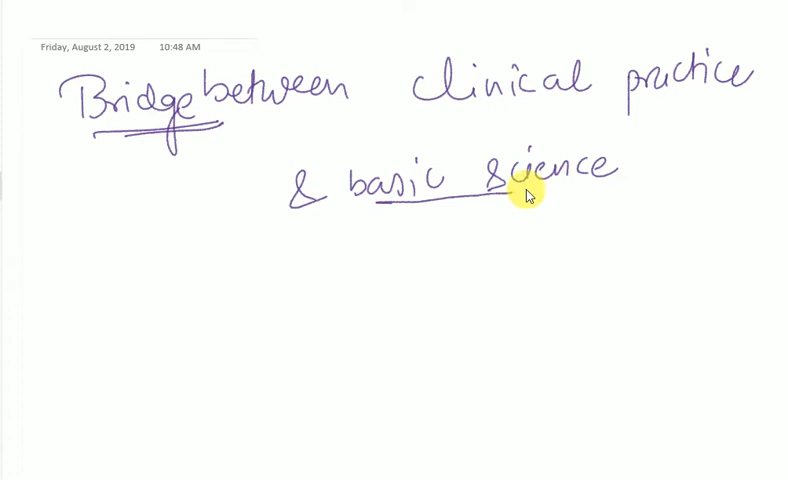 Friday, August 2, 2019 10:48 AM
Bridge between clinical practice
& basic science